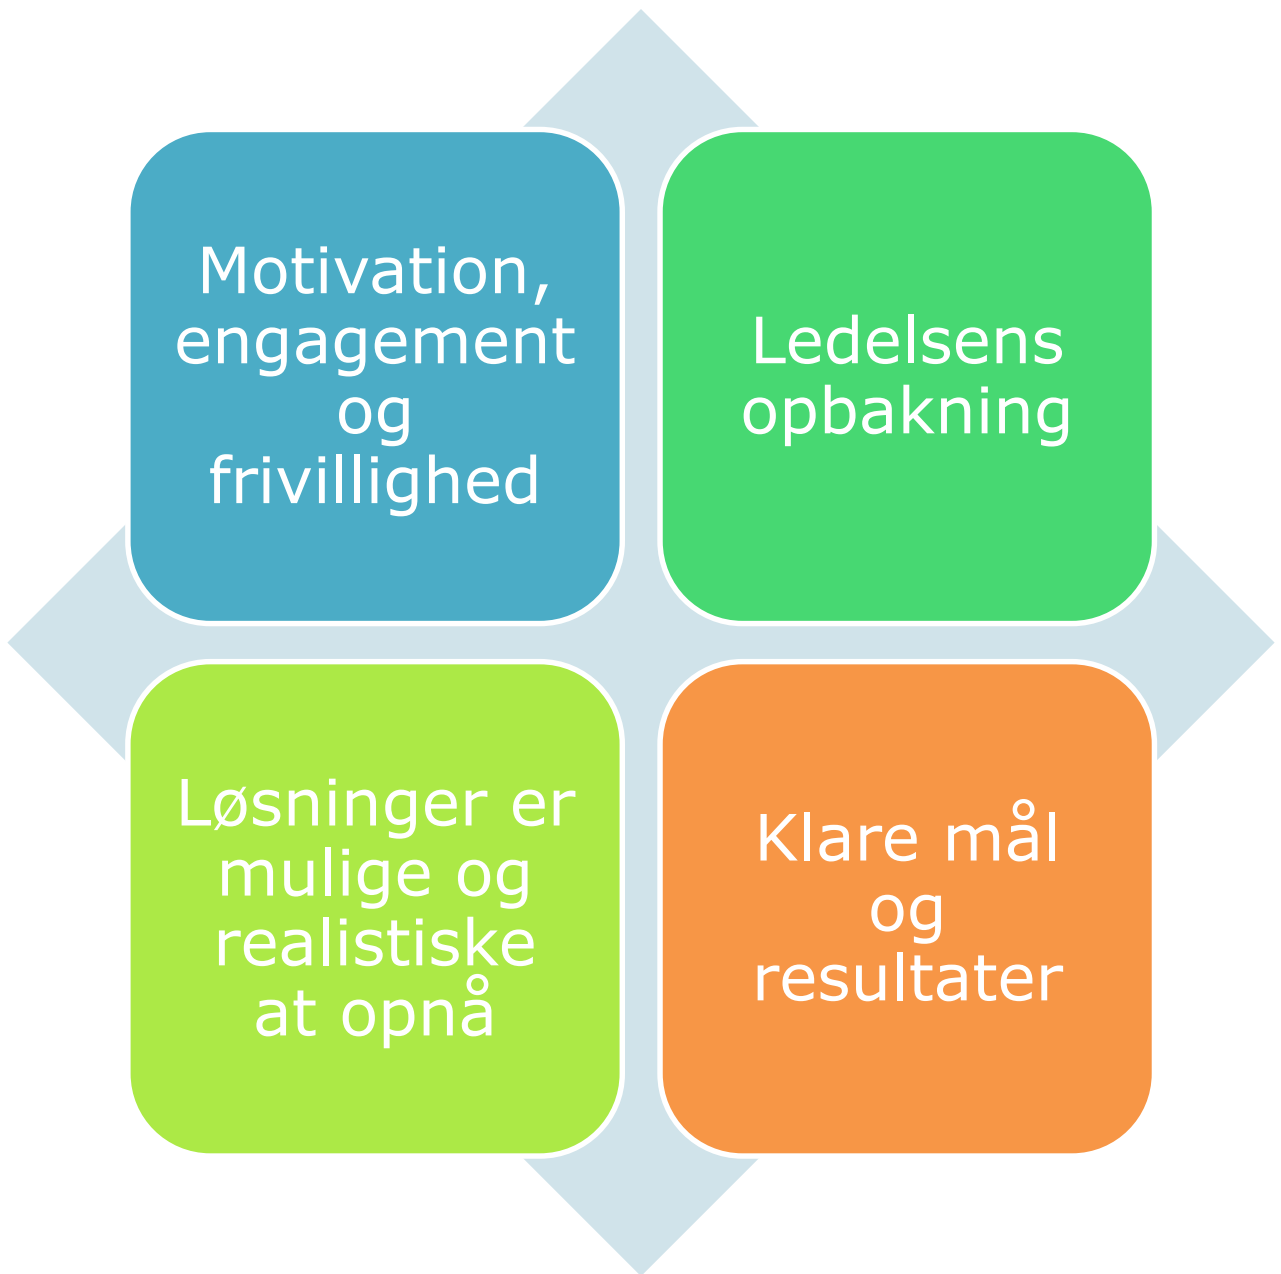 Motivation,
engagement
og
frivillighed
Ledelsens
opbakning
Løsninger er
mulige og
realistiske
at opnå
Klare mål
og
resultater